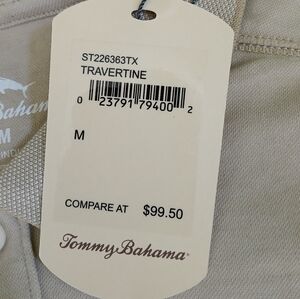 ST226363TX
TRAVERTINE
0 23791 79400 2
M
COMPARE AT $99.50
Tommy Bahama
M